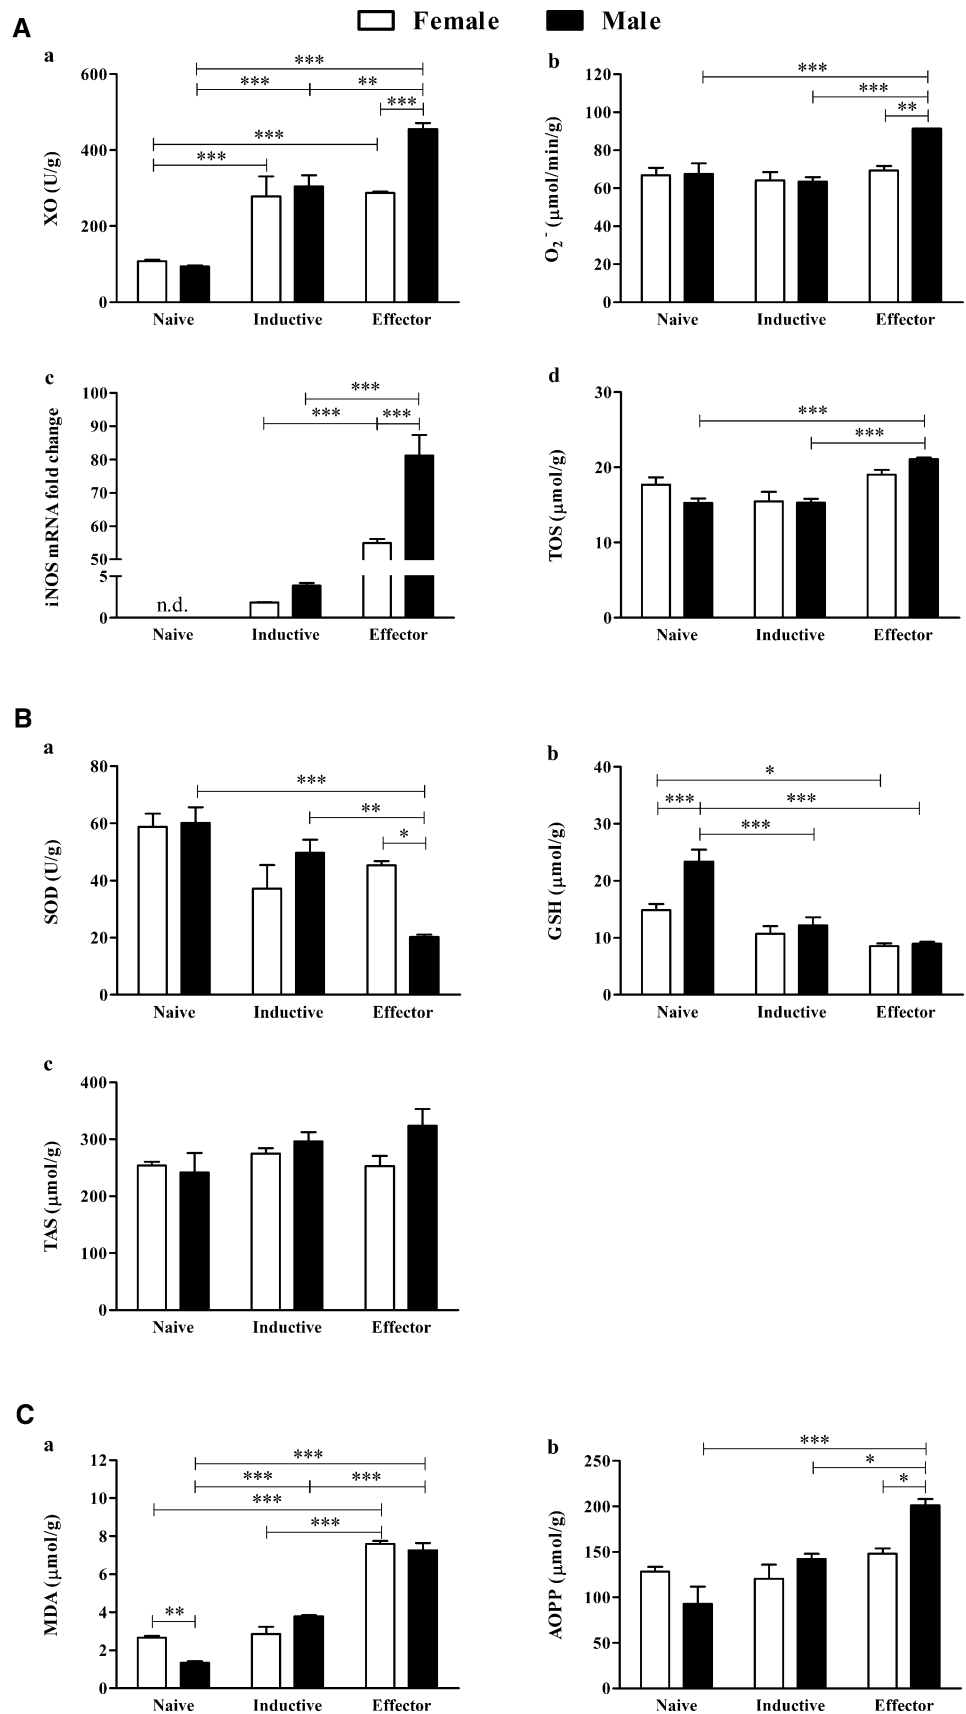 Female Male
A
a
XO (U/g)
600
400
200
0
***
*** **
***
***
***
Naive Inductive Effector
b
O₂⁻ (μmol/min/g)
120
100
80
60
40
20
0
***
***
**
Naive Inductive Effector
c
iNOS mRNA fold change
100
90
80
70
60
50
5
0
***
*** ***
n.d.
Naive Inductive Effector
d
TOS (μmol/g)
30
20
10
0
***
***
Naive Inductive Effector
B
a
SOD (U/g)
80
60
40
20
0
***
**
*
Naive Inductive Effector
b
GSH (μmol/g)
40
30
20
10
0
*
*** ***
***
Naive Inductive Effector
c
TAS (μmol/g)
400
300
200
100
0
Naive Inductive Effector
C
a
MDA (μmol/g)
12
10
8
6
4
2
0
***
*** ***
***
***
**
Naive Inductive Effector
b
AOPP (μmol/g)
250
200
150
100
50
0
***
*
*
Naive Inductive Effector